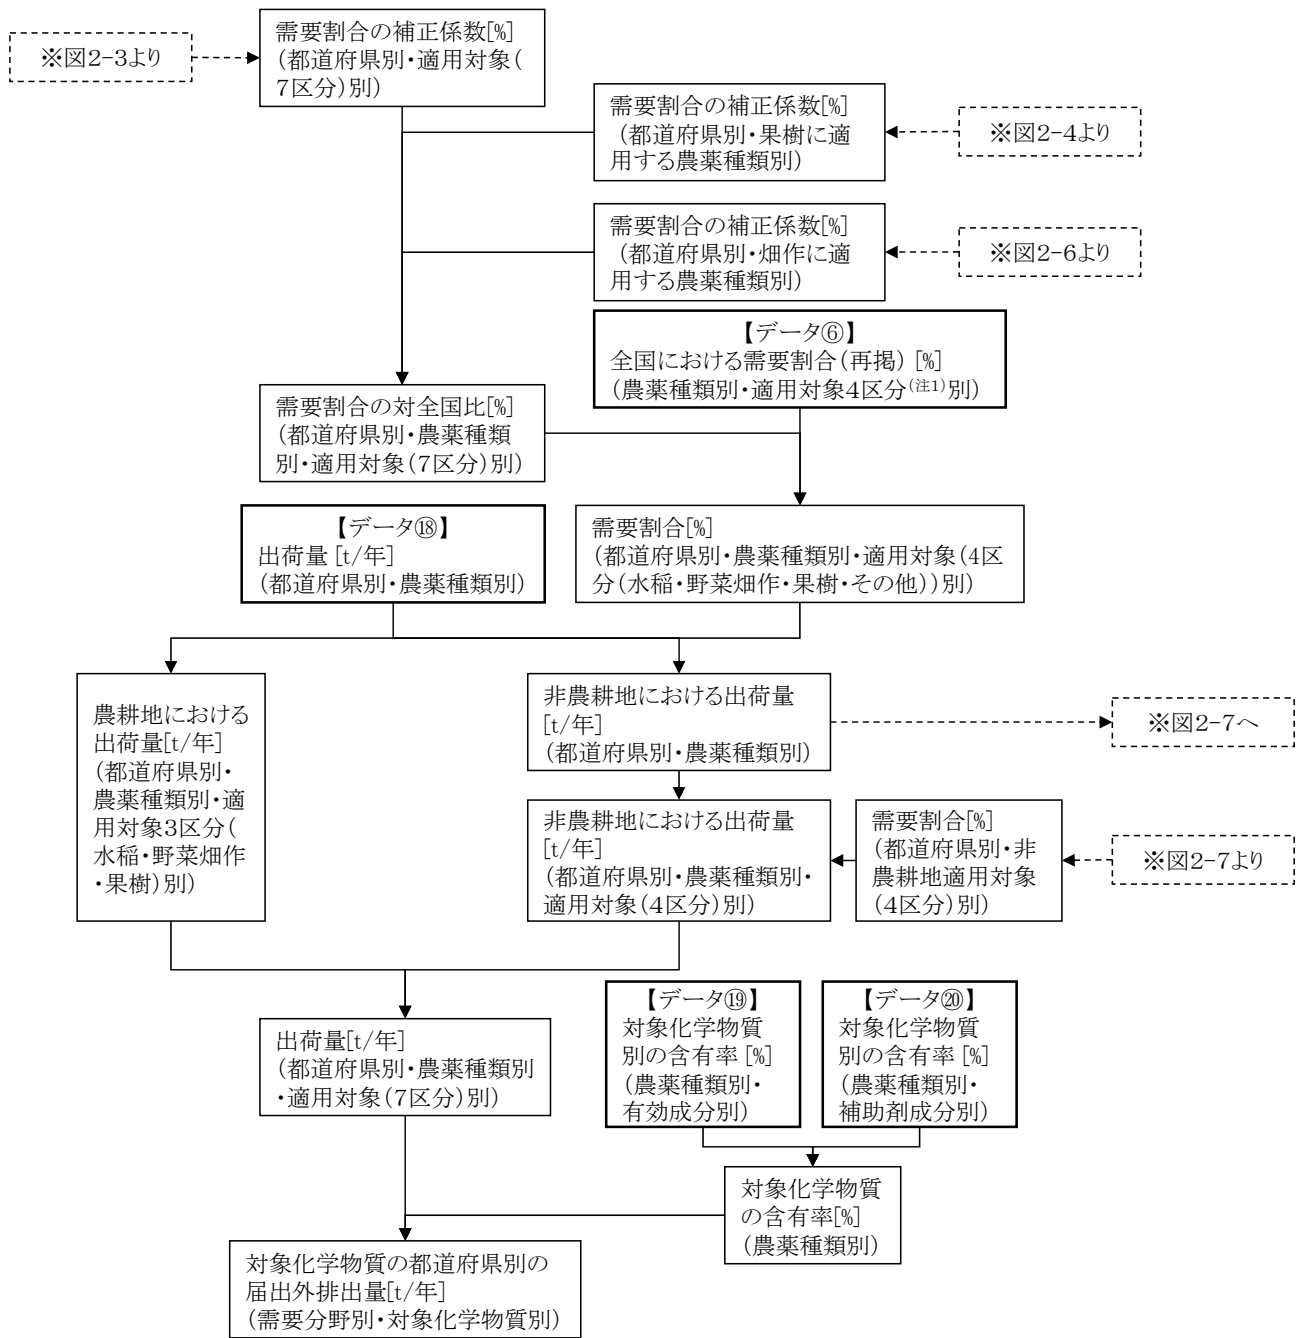 需要割合の補正係数[%]
(都道府県別・適用対象(
7区分)別)
※図2-3より
需要割合の補正係数[%]
(都道府県別・果樹に適
用する農薬種類別)
※図2-4より
需要割合の補正係数[%]
(都道府県別・畑作に適
用する農薬種類別)
※図2-6より
【データ⑥】
全国における需要割合(再掲) [%]
(農薬種類別・適用対象4区分(注1)別)
需要割合の対全国比[%]
(都道府県別・農薬種類
別・適用対象(7区分)別)
【データ⑱】
出荷量 [t/年]
(都道府県別・農薬種類別)
需要割合[%]
(都道府県別・農薬種類別・適用対象(4区
分(水稲・野菜畑作・果樹・その他))別)
農耕地における
出荷量[t/年]
(都道府県別・
農薬種類別・適
用対象3区分(
水稲・野菜畑作
・果樹)別)
非農耕地における出荷量
[t/年]
(都道府県別・農薬種類別)
※図2-7へ
非農耕地における出荷量
[t/年]
(都道府県別・農薬種類別・
適用対象(4区分)別)
需要割合[%]
(都道府県別・非
農耕地適用対象
(4区分)別)
※図2-7より
出荷量[t/年]
(都道府県別・農薬種類別
・適用対象(7区分)別)
【データ⑲】
対象化学物質
別の含有率 [%]
(農薬種類別・
有効成分別)
【データ⑳】
対象化学物質
別の含有率 [%]
(農薬種類別・
補助剤成分別)
対象化学物質
の含有率[%]
(農薬種類別)
対象化学物質の都道府県別の
届出外排出量[t/年]
(需要分野別・対象化学物質別)